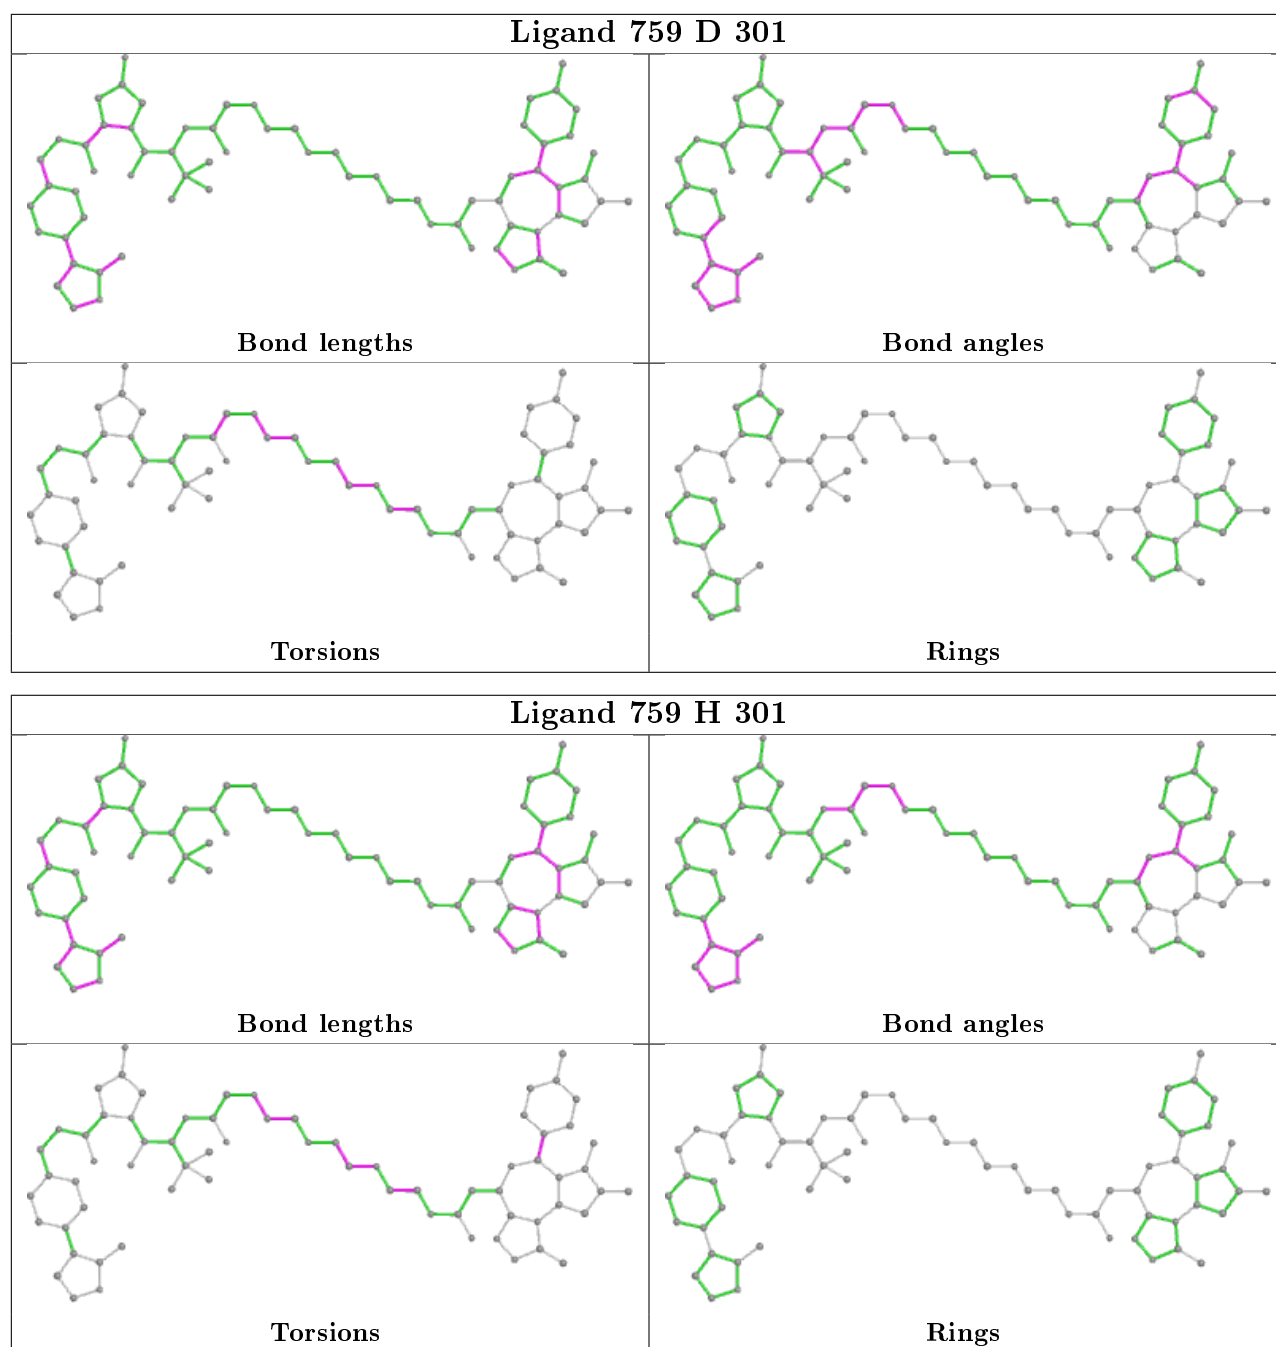 Ligand 759 D 301
Bond lengths
Bond angles
Torsions
Rings
Ligand 759 H 301
Bond lengths
Bond angles
Torsions
Rings